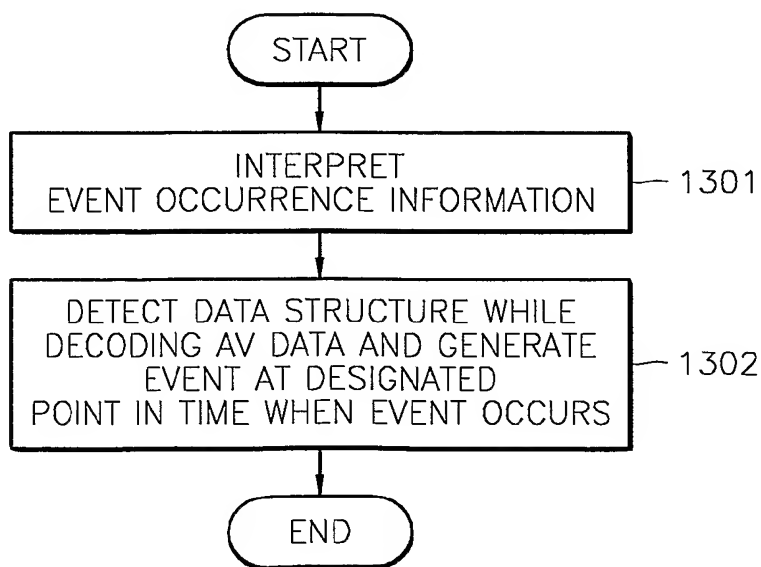 START
INTERPRET
EVENT OCCURRENCE INFORMATION
1301
DETECT DATA STRUCTURE WHILE
DECODING AV DATA AND GENERATE
EVENT AT DESIGNATED
POINT IN TIME WHEN EVENT OCCURS
1302
END